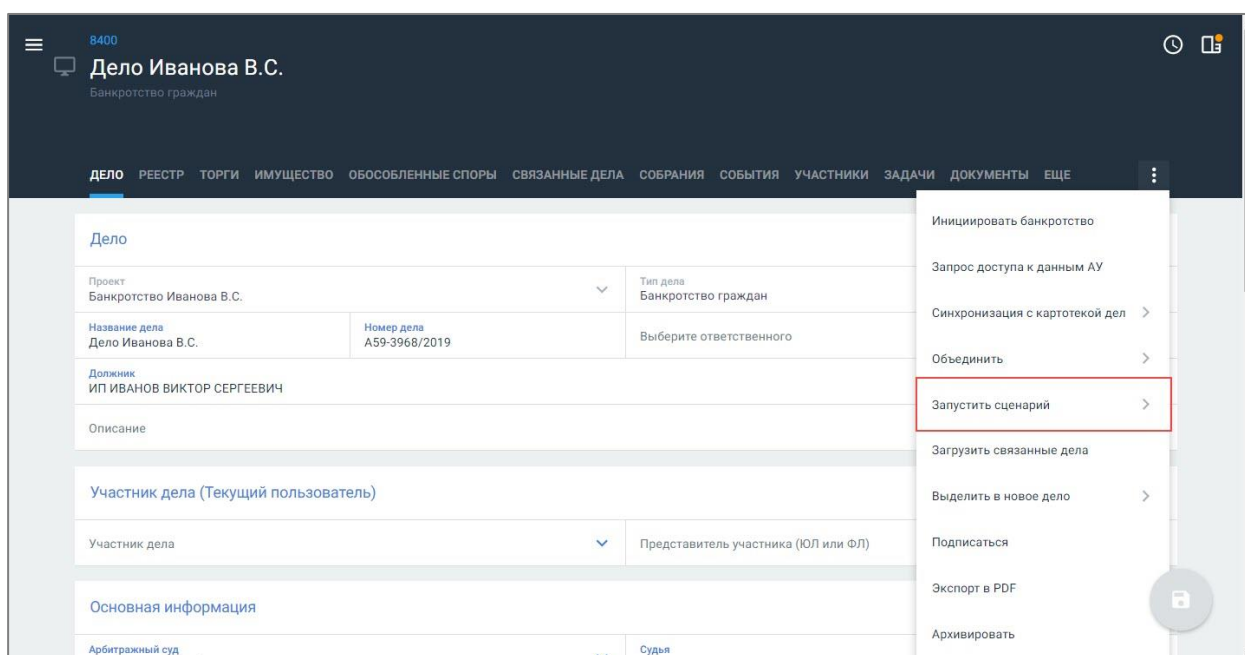 8400
Дело Иванова В.С.
Банкротство граждан
ДЕЛО РЕЕСТР ТОРГИ ИМУЩЕСТВО ОБОСОБЛЕННЫЕ СПОРЫ СВЯЗАННЫЕ ДЕЛА СОБРАНИЯ СОБЫТИЯ УЧАСТНИКИ ЗАДАЧИ ДОКУМЕНТЫ ЕЩЕ
Дело
Проект
Банкротство Иванова В.С.
Тип дела
Банкротство граждан
Название дела
Дело Иванова В.С.
Номер дела
А59-3968/2019
Выберите ответственного
Должник
ИП ИВАНОВ ВИКТОР СЕРГЕЕВИЧ
Описание
Участник дела (Текущий пользователь)
Участник дела
Представитель участника (ЮЛ или ФЛ)
Основная информация
Арбитражный суд
Судья
Инициировать банкротство
Запрос доступа к данным АУ
Синхронизация с картотекой дел
Объединить
Запустить сценарий
Загрузить связанные дела
Выделить в новое дело
Подписаться
Экспорт в PDF
Архивировать